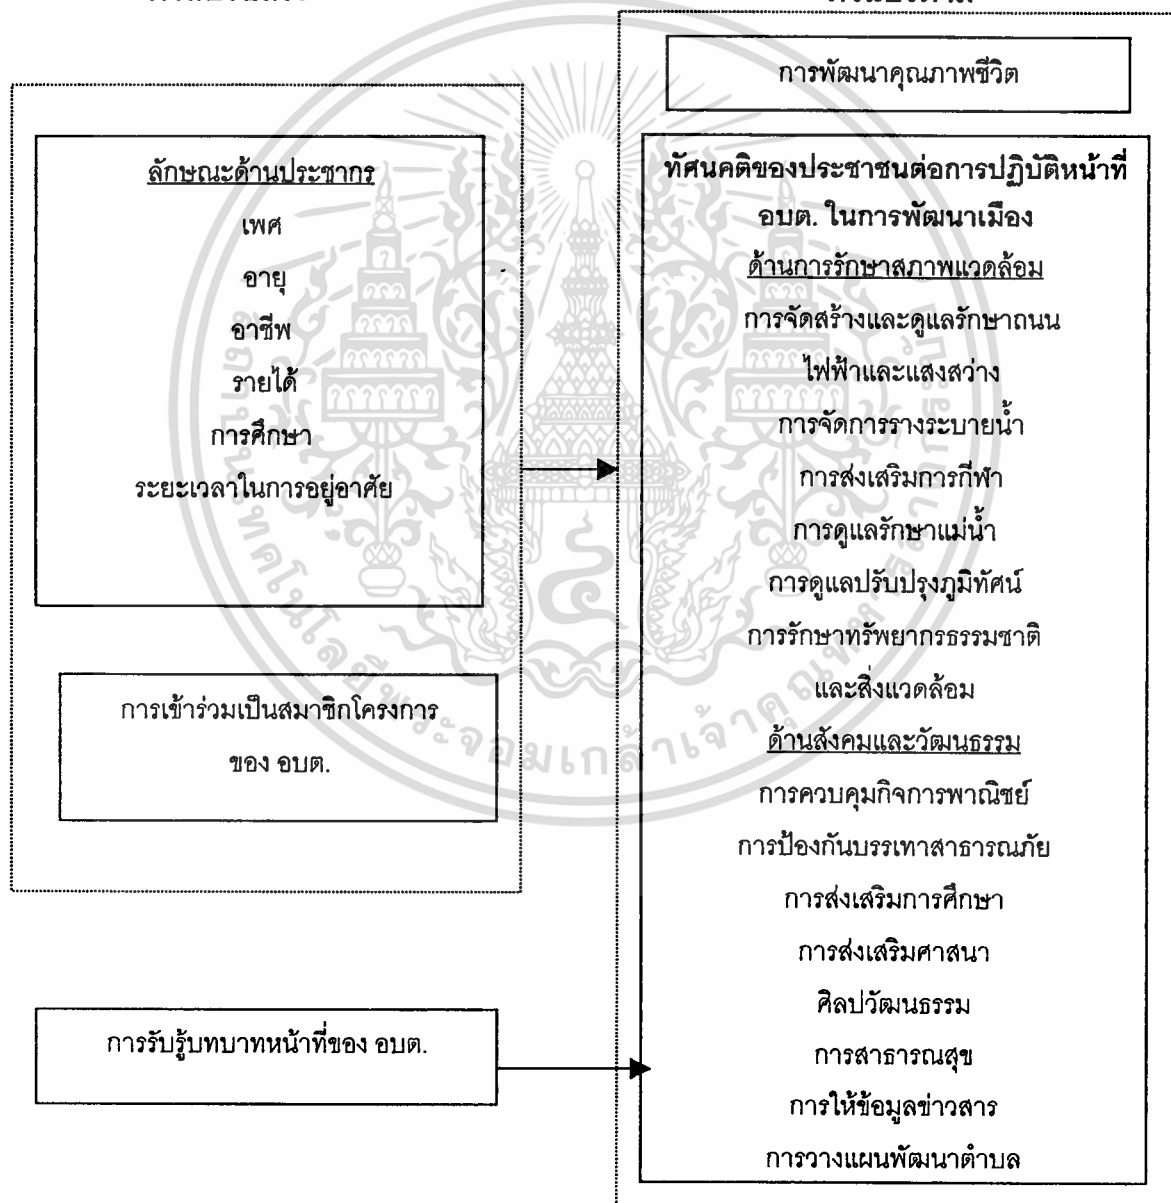 การพัฒนาคุณภาพชีวิต
ลักษณะด้านประชากร
เพศ
อายุ
อาชีพ
รายได้
การศึกษา
ระยะเวลาในการอยู่อาศัย
การเข้าร่วมเป็นสมาชิกโครงการ
ของ อบต.
การรับรู้บทบาทหน้าที่ของ อบต.
ทัศนคติของประชาชนต่อการปฏิบัติหน้าที่
อบต. ในการพัฒนาเมือง
ด้านการรักษาสภาพแวดล้อม
การจัดสร้างและดูแลรักษาถนน
ไฟฟ้าและแสงสว่าง
การจัดการรางระบายน้ำ
การส่งเสริมการกีฬา
การดูแลรักษาแม่น้ำ
การดูแลปรับปรุงภูมิทัศน์
การรักษาทรัพยากรธรรมชาติ
และสิ่งแวดล้อม
ด้านสังคมและวัฒนธรรม
การควบคุมกิจการพาณิชย์
การป้องกันบรรเทาสาธารณภัย
การส่งเสริมการศึกษา
การส่งเสริมศาสนา
ศิลปวัฒนธรรม
การสาธารณสุข
การให้ข้อมูลข่าวสาร
การวางแผนพัฒนาตำบล